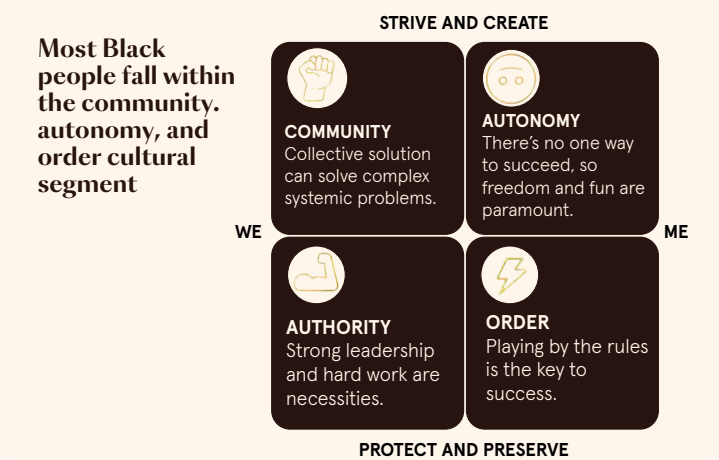 STRIVE AND CREATE
Most Black
people fall within
the community.
autonomy, and
order cultural
segment
COMMUNITY
Collective solution
can solve complex
systemic problems.
AUTONOMY
There's no one way
to succeed, so
freedom and fun are
paramount.
WE
ME
AUTHORITY
Strong leadership
and hard work are
necessities.
ORDER
Playing by the rules
is the key to
success.
PROTECT AND PRESERVE